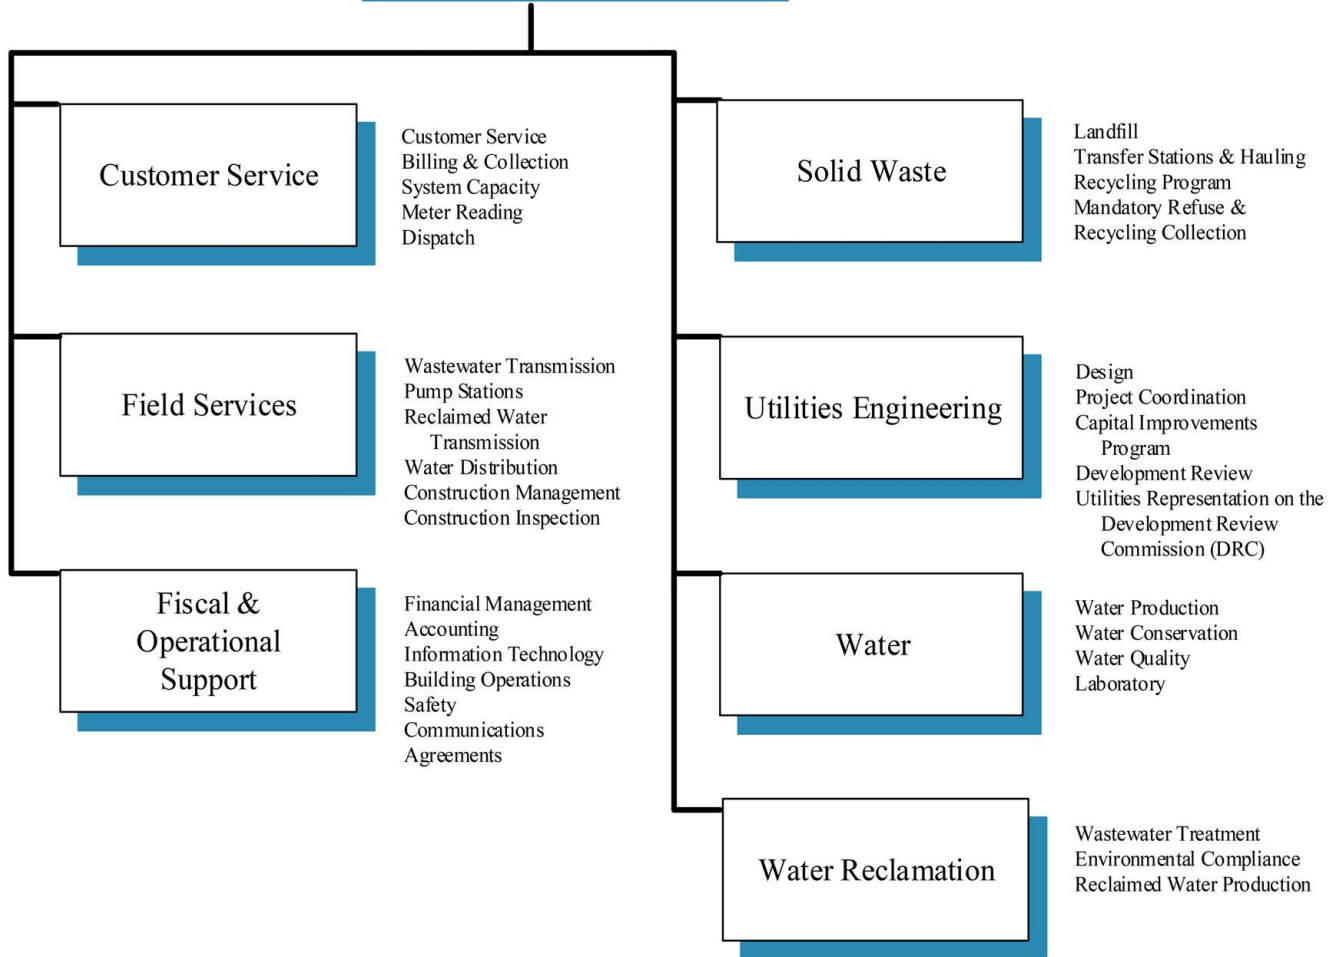 Customer Service
Customer Service
Billing & Collection
System Capacity
Meter Reading
Dispatch
Field Services
Wastewater Transmission
Pump Stations
Reclaimed Water
Transmission
Water Distribution
Construction Management
Construction Inspection
Fiscal &
Operational
Support
Financial Management
Accounting
Information Technology
Building Operations
Safety
Communications
Agreements
Solid Waste
Landfill
Transfer Stations & Hauling
Recycling Program
Mandatory Refuse &
Recycling Collection
Utilities Engineering
Design
Project Coordination
Capital Improvements
Program
Development Review
Utilities Representation on the
Development Review
Commission (DRC)
Water
Water Production
Water Conservation
Water Quality
Laboratory
Water Reclamation
Wastewater Treatment
Environmental Compliance
Reclaimed Water Production